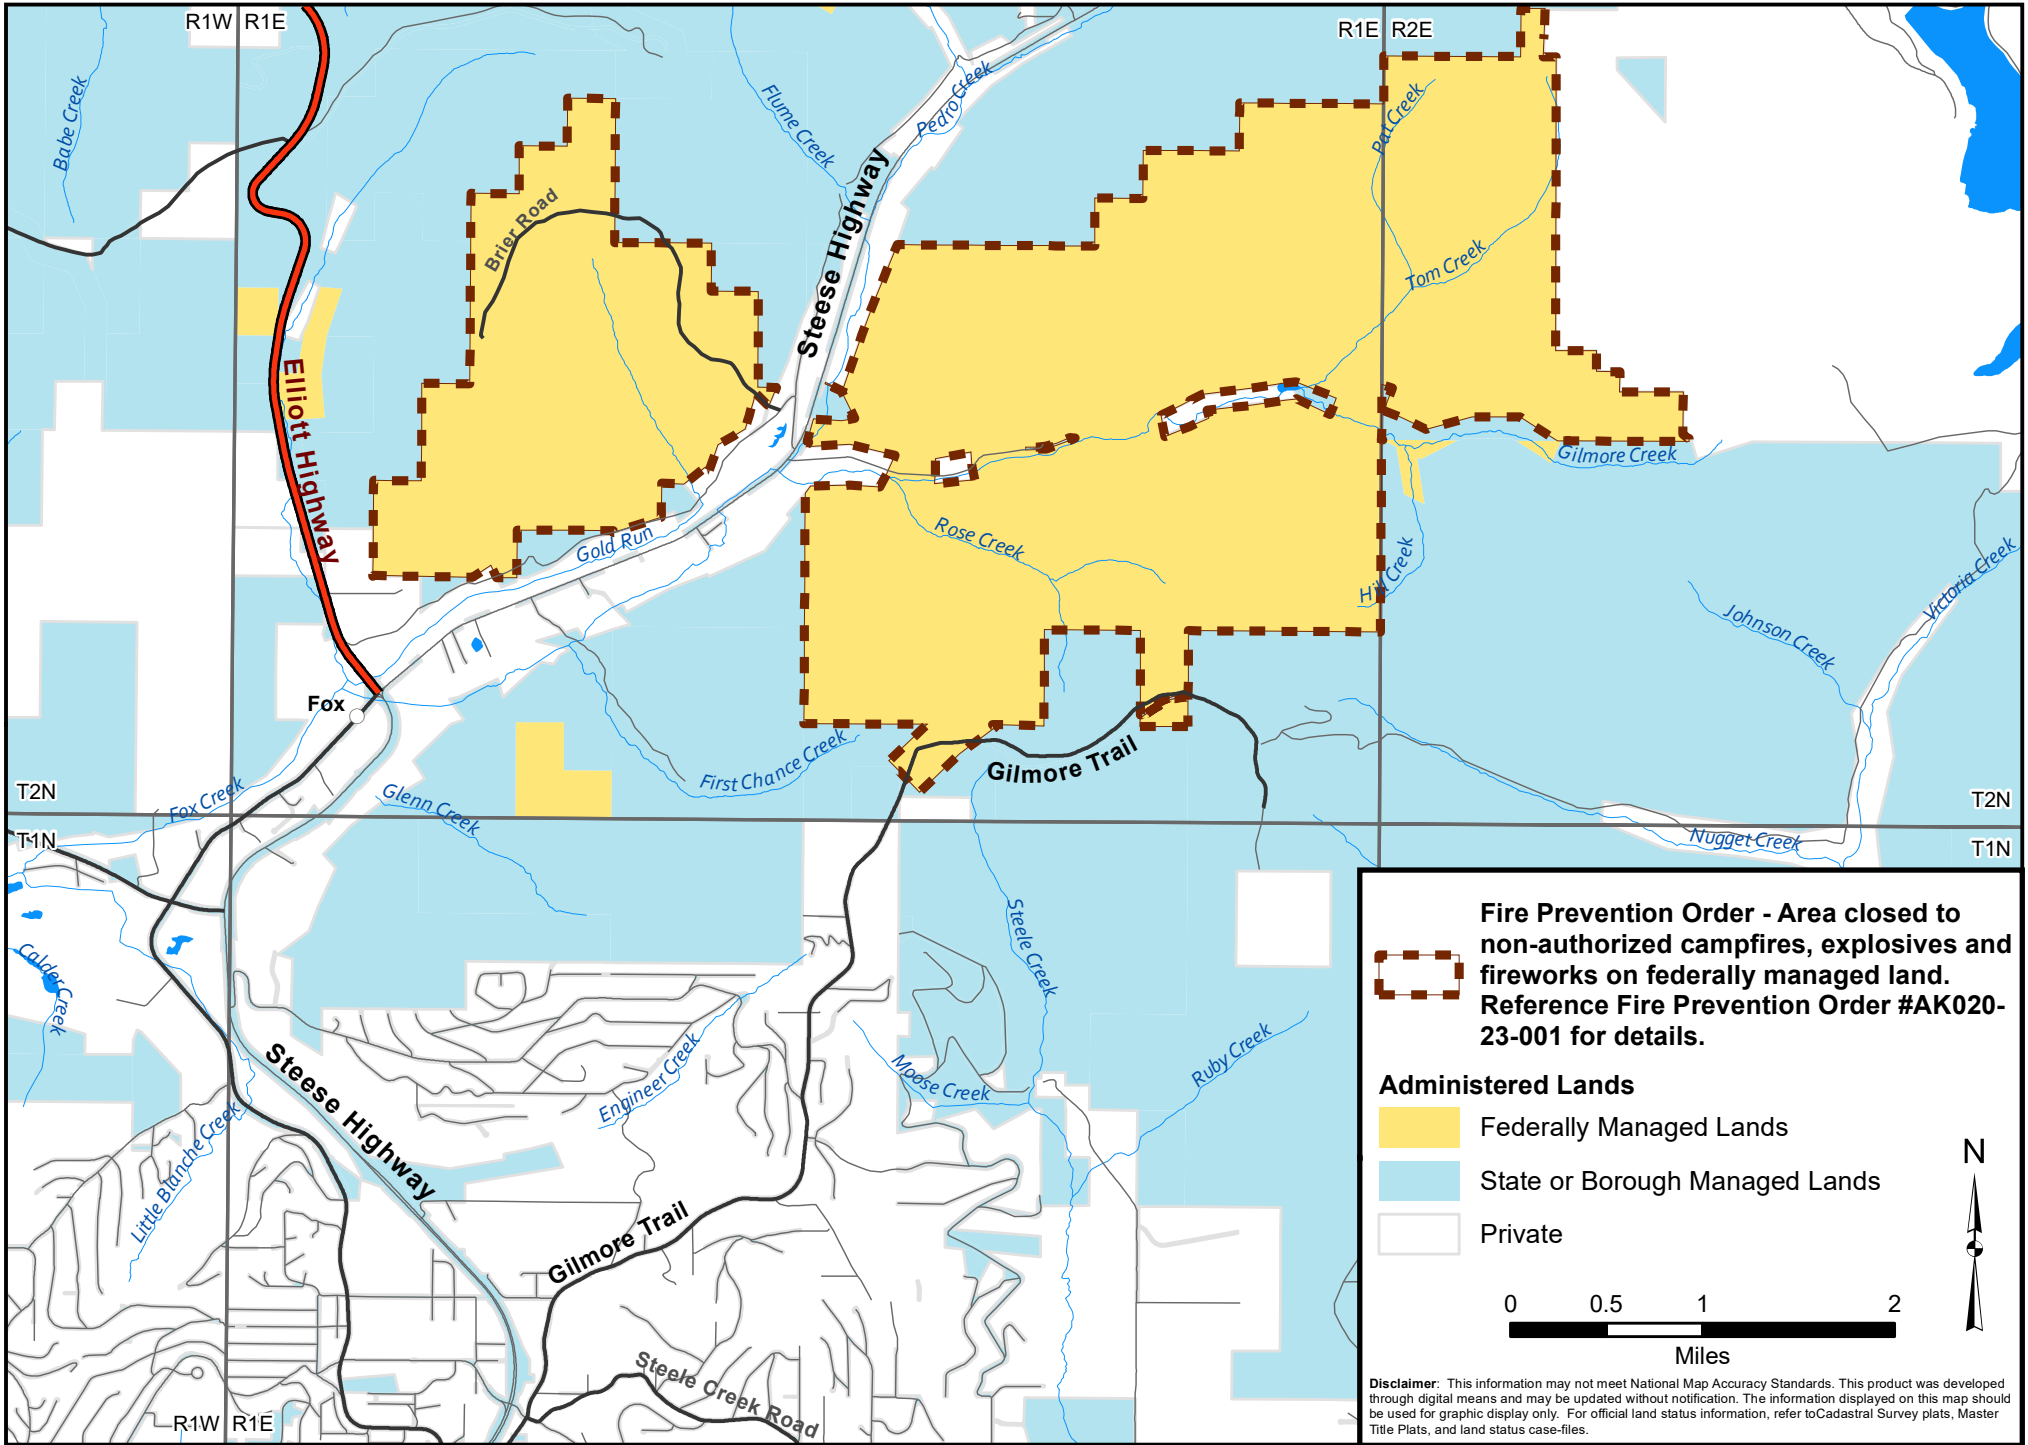 R1W R1E
R1E R2E
Babe Creek
Flume Creek
Pedro Creek
Pat Creek
Steese Highway
Brier Road
Tom Creek
Elliott Highway
Gilmore Creek
Gold Run
Rose Creek
Hill Creek
Johnson Creek
Victoria Creek
Fox
First Chance Creek
Gilmore Trail
T2N
T2N
Fox Creek
Glenn Creek
T1N
T1N
Nugget Creek
Calder Creek
Steele Creek
Steese Highway
Engineer Creek
Moose Creek
Ruby Creek
Little Blanche Creek
Gilmore Trail
Steele Creek Road
R1W R1E
Fire Prevention Order - Area closed to
non-authorized campfires, explosives and
fireworks on federally managed land.
Reference Fire Prevention Order #AK020-
23-001 for details.
Administered Lands
Federally Managed Lands
State or Borough Managed Lands
Private
N
0 0.5 1 2
Miles
Disclaimer: This information may not meet National Map Accuracy Standards. This product was developed
through digital means and may be updated without notification. The information displayed on this map should
be used for graphic display only. For official land status information, refer toCadastral Survey plats, Master
Title Plats, and land status case-files.